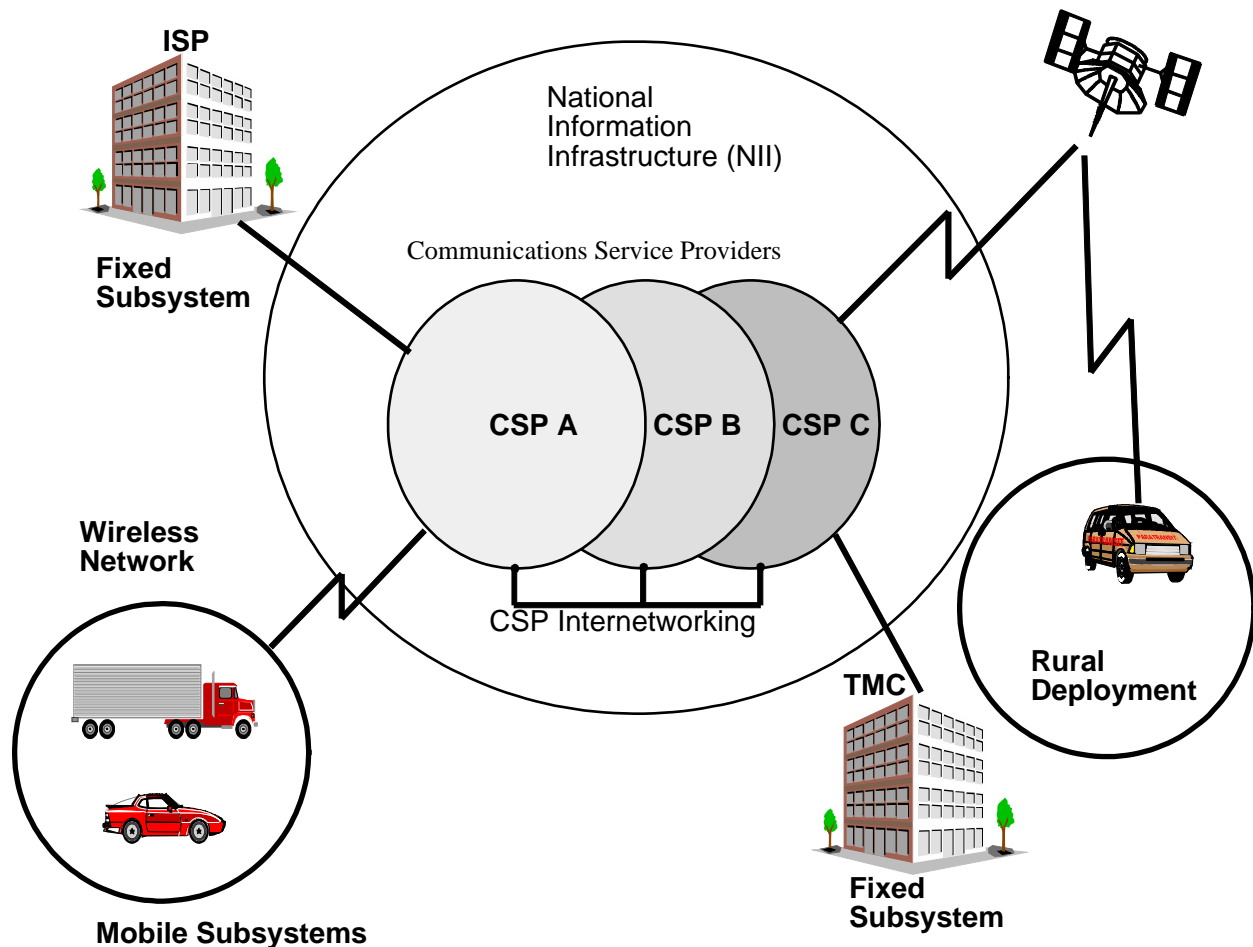 ISP
National
Information
Infrastructure (NII)
Communications Service Providers
Fixed
Subsystem
CSP A
CSP B
CSP C
Wireless
Network
PARATRANSIT
CSP Internetworking
Rural
Deployment
TMC
Fixed
Subsystem
Mobile Subsystems